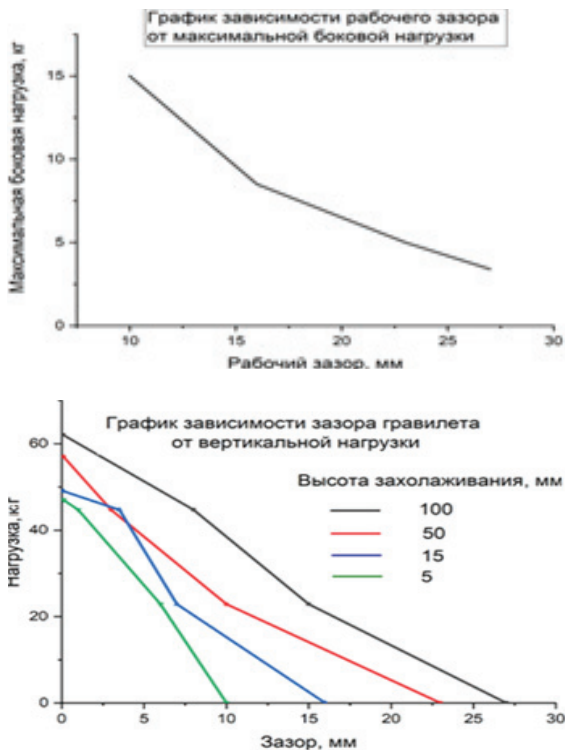 График зависимости рабочего зазора
от максимальной боковой нагрузки
Максимальная боковая нагрузка, кг
15
10
5
0
10
15
20
25
30
Рабочий зазор, мм
График зависимости зазора гравилета
от вертикальной нагрузки
Высота захолаживания, мм
100
50
15
5
Нагрузка,кг
60
40
20
0
0
5
10
15
20
25
30
Зазор, мм